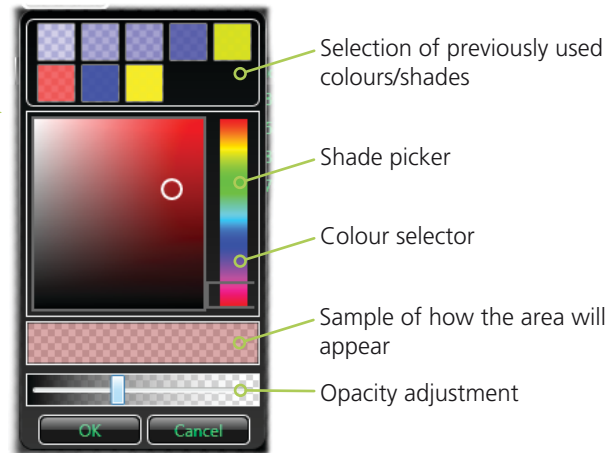 Selection of previously used
colours/shades
Shade picker
Colour selector
Sample of how the area will
appear
Opacity adjustment
OK
Cancel